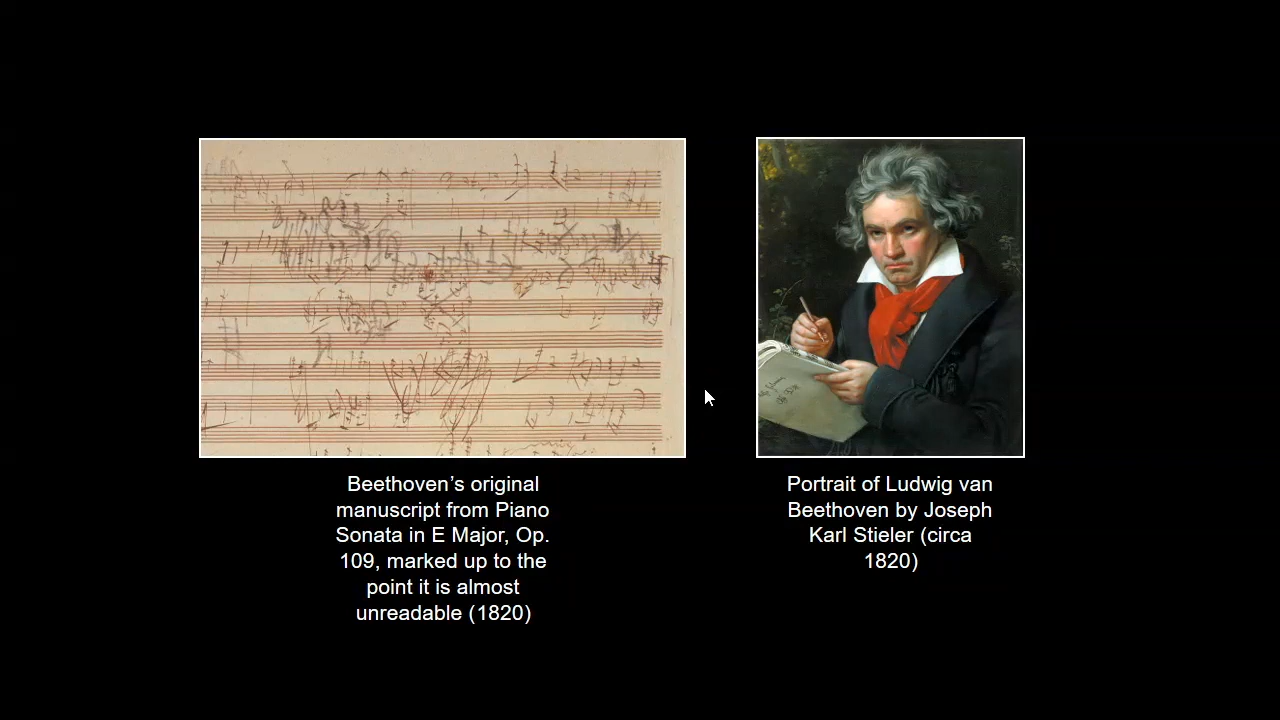 Beethoven’s original
manuscript from Piano
Sonata in E Major, Op.
109, marked up to the
point it is almost
unreadable (1820)
Portrait of Ludwig van
Beethoven by Joseph
Karl Stieler (circa
1820)